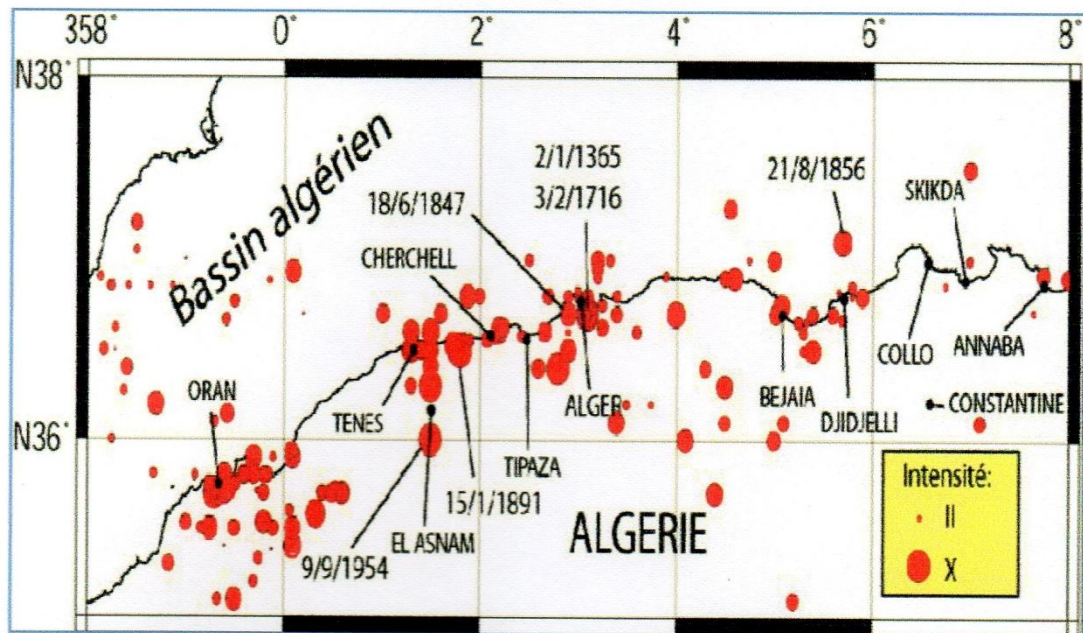 358° 0° 2° 4° 6° 8°
N38°
Bassin algérien
2/1/1365
3/2/1716
18/6/1847
21/8/1856
SKIKDA
CHERCHELL
ORAN
TENES
ALGER
BEJAIA
COLLO
ANNABA
DJIDJELLI
CONSTANTINE
N36°
TIPAZA
15/1/1891
EL ASNAM
9/9/1954
ALGERIE
Intensité:
II
X